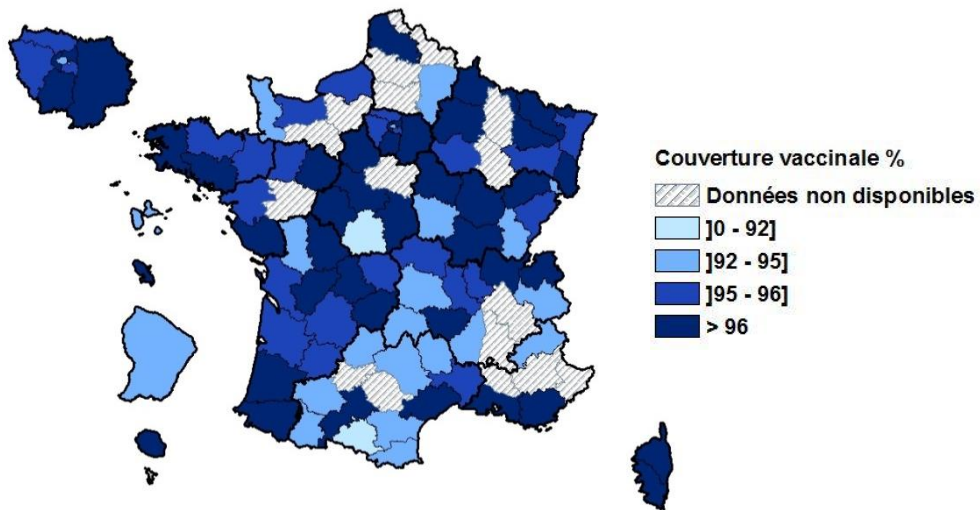 Couverture vaccinale %
Données non disponibles
]0 - 92]
]92 - 95]
]95 - 96]
> 96